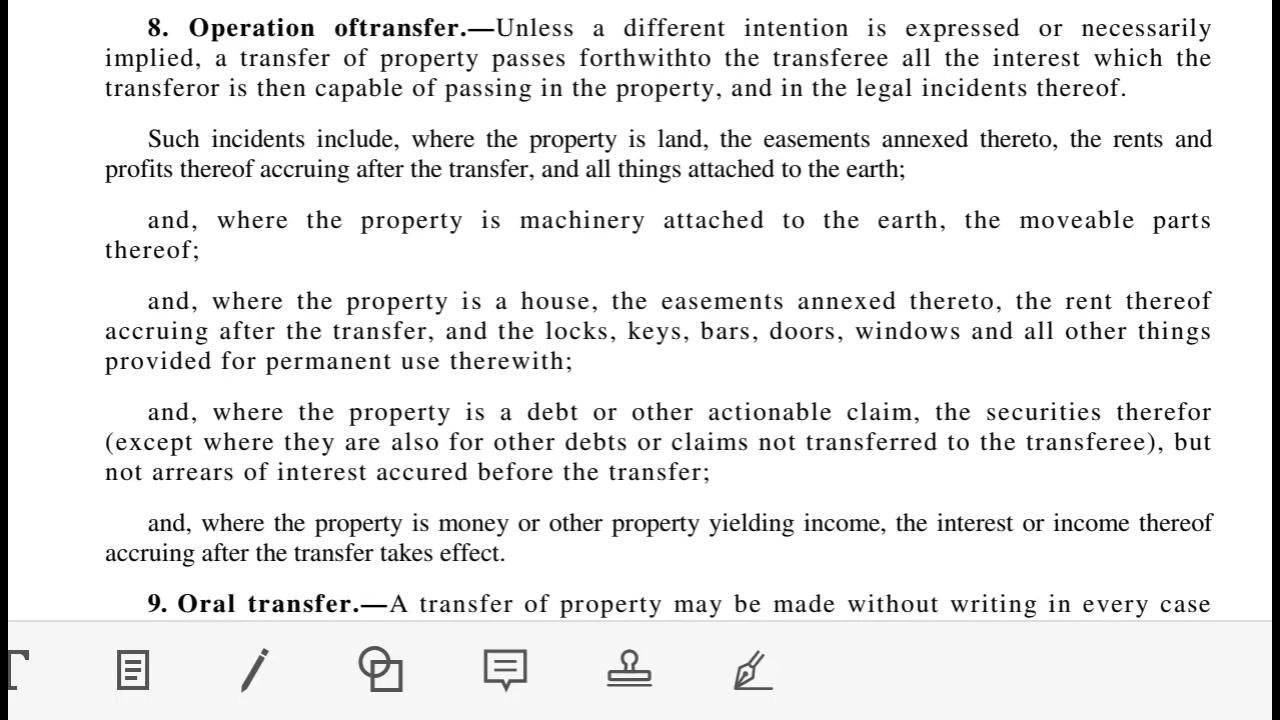 8. Operation oftransfer.—Unless a different intention is expressed or necessarily
implied, a transfer of property passes forthwithto the transferee all the interest which the
transferor is then capable of passing in the property, and in the legal incidents thereof.
Such incidents include, where the property is land, the easements annexed thereto, the rents and
profits thereof accruing after the transfer, and all things attached to the earth;
and, where the property is machinery attached to the earth, the moveable parts
thereof;
and, where the property is a house, the easements annexed thereto, the rent thereof
accruing after the transfer, and the locks, keys, bars, doors, windows and all other things
provided for permanent use therewith;
and, where the property is a debt or other actionable claim, the securities therefor
(except where they are also for other debts or claims not transferred to the transferee), but
not arrears of interest accured before the transfer;
and, where the property is money or other property yielding income, the interest or income thereof
accruing after the transfer takes effect.
9. Oral transfer.—A transfer of property may be made without writing in every case
T